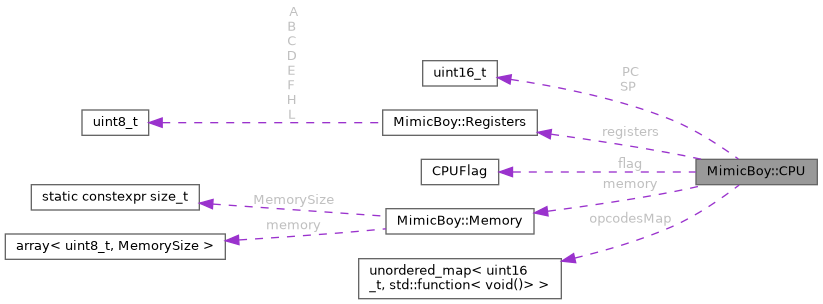 A
B
C
D
E
F
H
L
uint16_t
PC
SP
uint8_t
MimicBoy::Registers
registers
CPUFlag
flag
MimicBoy::CPU
memory
static constexpr size_t
MemorySize
MimicBoy::Memory
opcodesMap
memory
array< uint8_t, MemorySize >
unordered_map< uint16
_t, std::function< void()> >